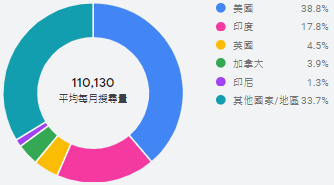 110,130
平均每月搜尋量
美國 38.8%
印度 17.8%
英國 4.5%
加拿大 3.9%
印尼 1.3%
其他國家/地區 33.7%